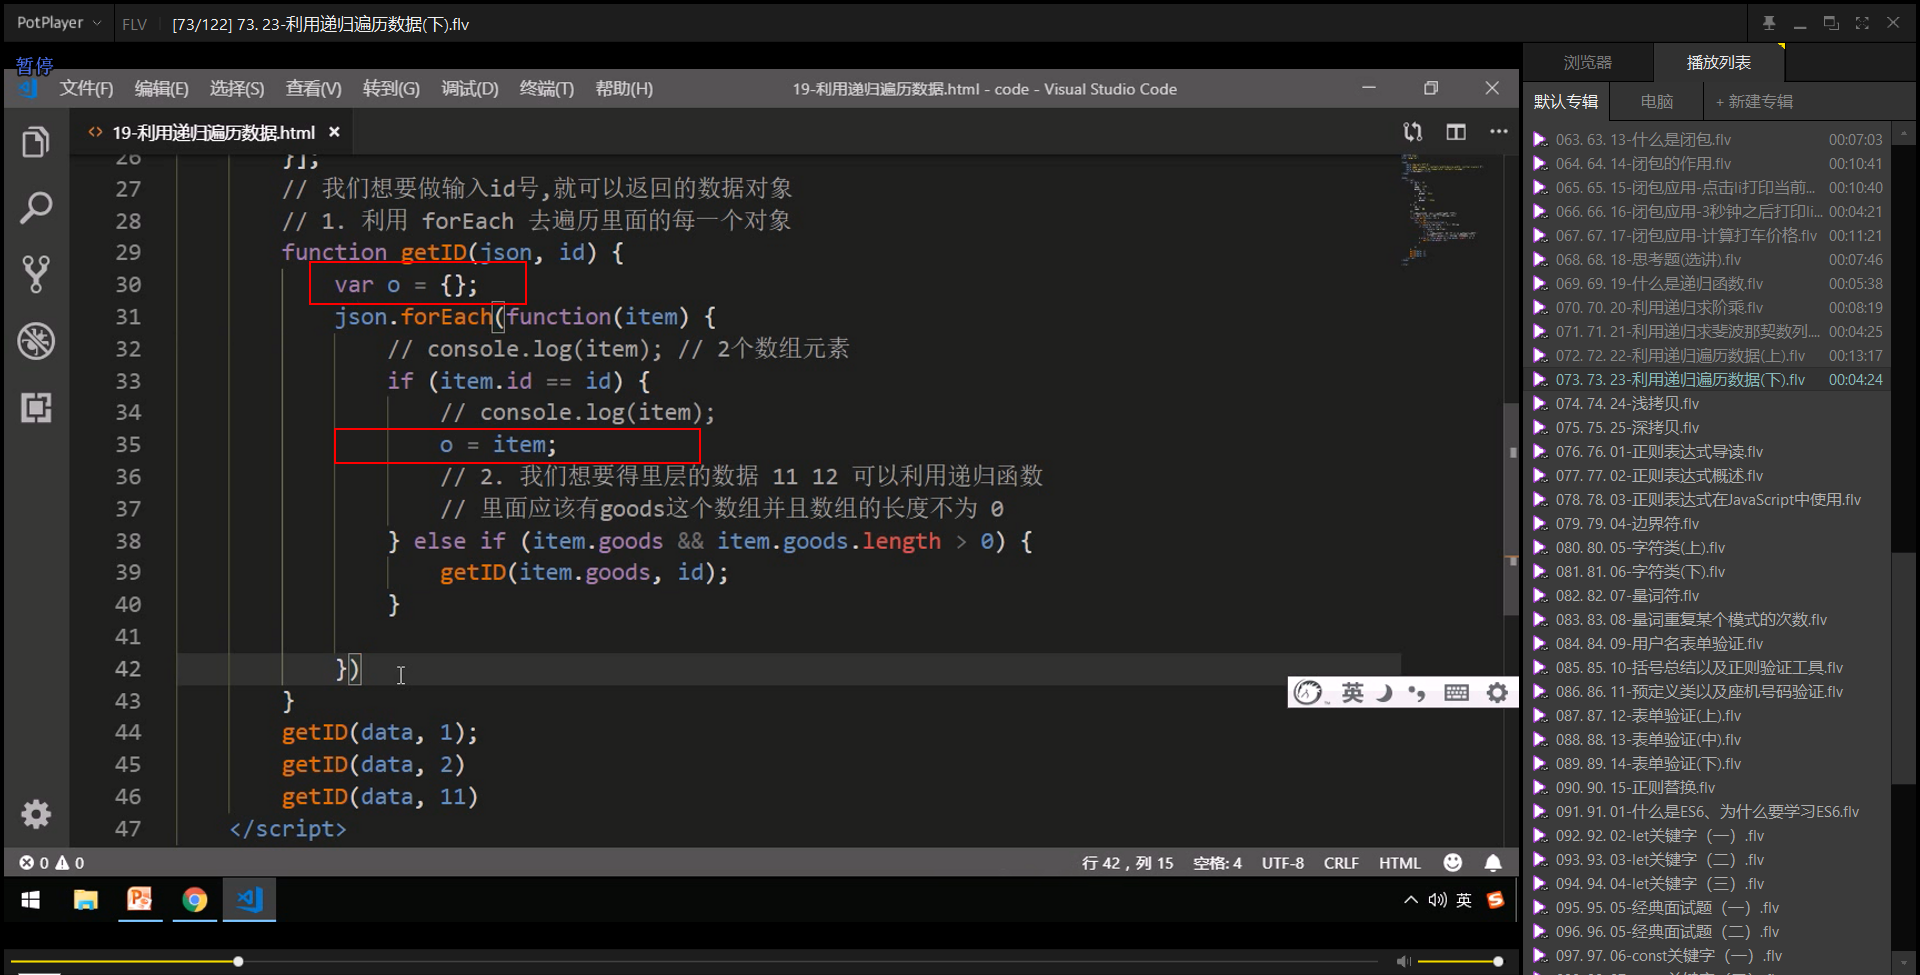 PotPlayer
FLV
[73/122] 73. 23-利用递归遍历数据(下).flv
暂停
文件(F) 编辑(E) 选择(S) 查看(V) 转到(G) 调试(D) 终端(T) 帮助(H)
19-利用递归遍历数据.html - code - Visual Studio Code
19-利用递归遍历数据.html
26 }];
27 // 我们想要做输入id号,就可以返回的数据对象
28 // 1. 利用 forEach 去遍历里面的每一个对象
29 function getID(json, id) {
30 var o = {};
31 json.forEach(function(item) {
32 // console.log(item); // 2个数组元素
33 if (item.id == id) {
34 // console.log(item);
35 o = item;
36 // 2. 我们想要得里层的数据 11 12 可以利用递归函数
37 // 里面应该有goods这个数组并且数组的长度不为 0
38 } else if (item.goods && item.goods.length > 0) {
39 getID(item.goods, id);
40 }
41
42 })
43 }
44 getID(data, 1);
45 getID(data, 2)
46 getID(data, 11)
47 </script>
英
0 0
行 42，列 15 空格: 4 UTF-8 CRLF HTML
英
浏览器 播放列表
默认专辑 电脑 + 新建专辑
063. 63. 13-什么是闭包.flv 00:07:03
064. 64. 14-闭包的作用.flv 00:10:41
065. 65. 15-闭包应用-点击li打印当前... 00:10:40
066. 66. 16-闭包应用-3秒钟之后打印li... 00:04:21
067. 67. 17-闭包应用-计算打车价格.flv 00:11:21
068. 68. 18-思考题(选讲).flv 00:07:46
069. 69. 19-什么是递归函数.flv 00:05:38
070. 70. 20-利用递归求阶乘.flv 00:08:19
071. 71. 21-利用递归求斐波那契数列.... 00:04:25
072. 72. 22-利用递归遍历数据(上).flv 00:13:17
073. 73. 23-利用递归遍历数据(下).flv 00:04:24
074. 74. 24-浅拷贝.flv
075. 75. 25-深拷贝.flv
076. 76. 01-正则表达式导读.flv
077. 77. 02-正则表达式概述.flv
078. 78. 03-正则表达式在JavaScript中使用.flv
079. 79. 04-边界符.flv
080. 80. 05-字符类(上).flv
081. 81. 06-字符类(下).flv
082. 82. 07-量词符.flv
083. 83. 08-量词重复某个模式的次数.flv
084. 84. 09-用户名表单验证.flv
085. 85. 10-括号总结以及正则验证工具.flv
086. 86. 11-预定义类以及座机号码验证.flv
087. 87. 12-表单验证(上).flv
088. 88. 13-表单验证(中).flv
089. 89. 14-表单验证(下).flv
090. 90. 15-正则替换.flv
091. 91. 01-什么是ES6、为什么要学习ES6.flv
092. 92. 02-let关键字（一）.flv
093. 93. 03-let关键字（二）.flv
094. 94. 04-let关键字（三）.flv
095. 95. 05-经典面试题（一）.flv
096. 96. 05-经典面试题（二）.flv
097. 97. 06-const关键字（一）.flv